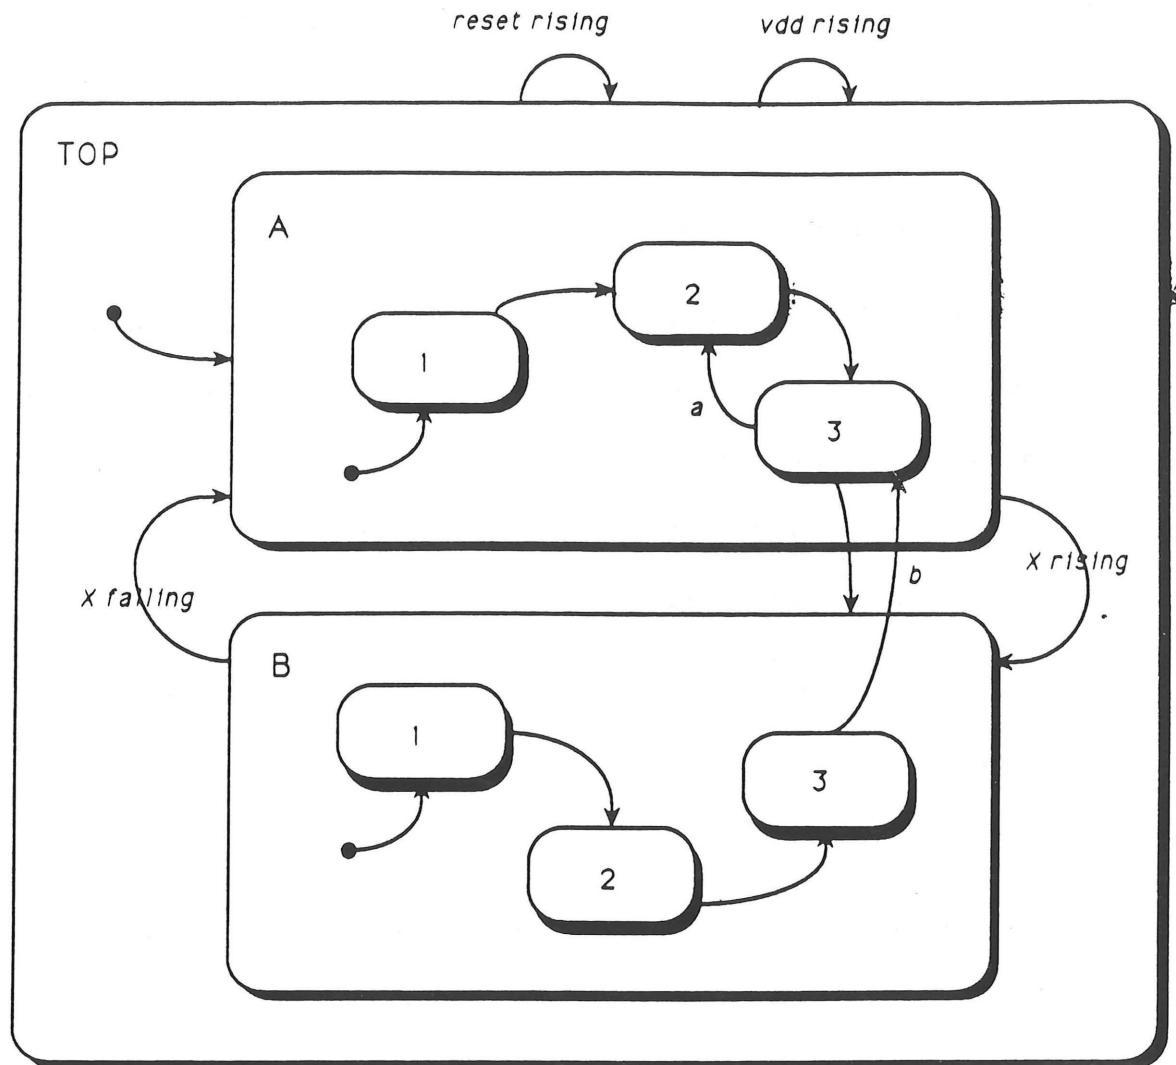 reset rising
vdd rising
TOP
A
2
1
a
3
X rising
b
X falling
B
1
3
2